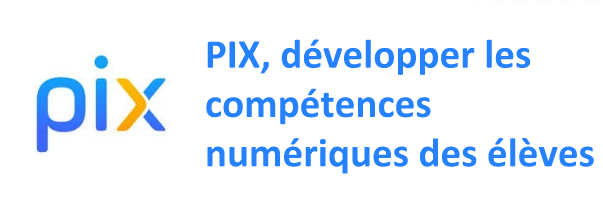 pix
PIX, développer les
compétences
numériques des élèves